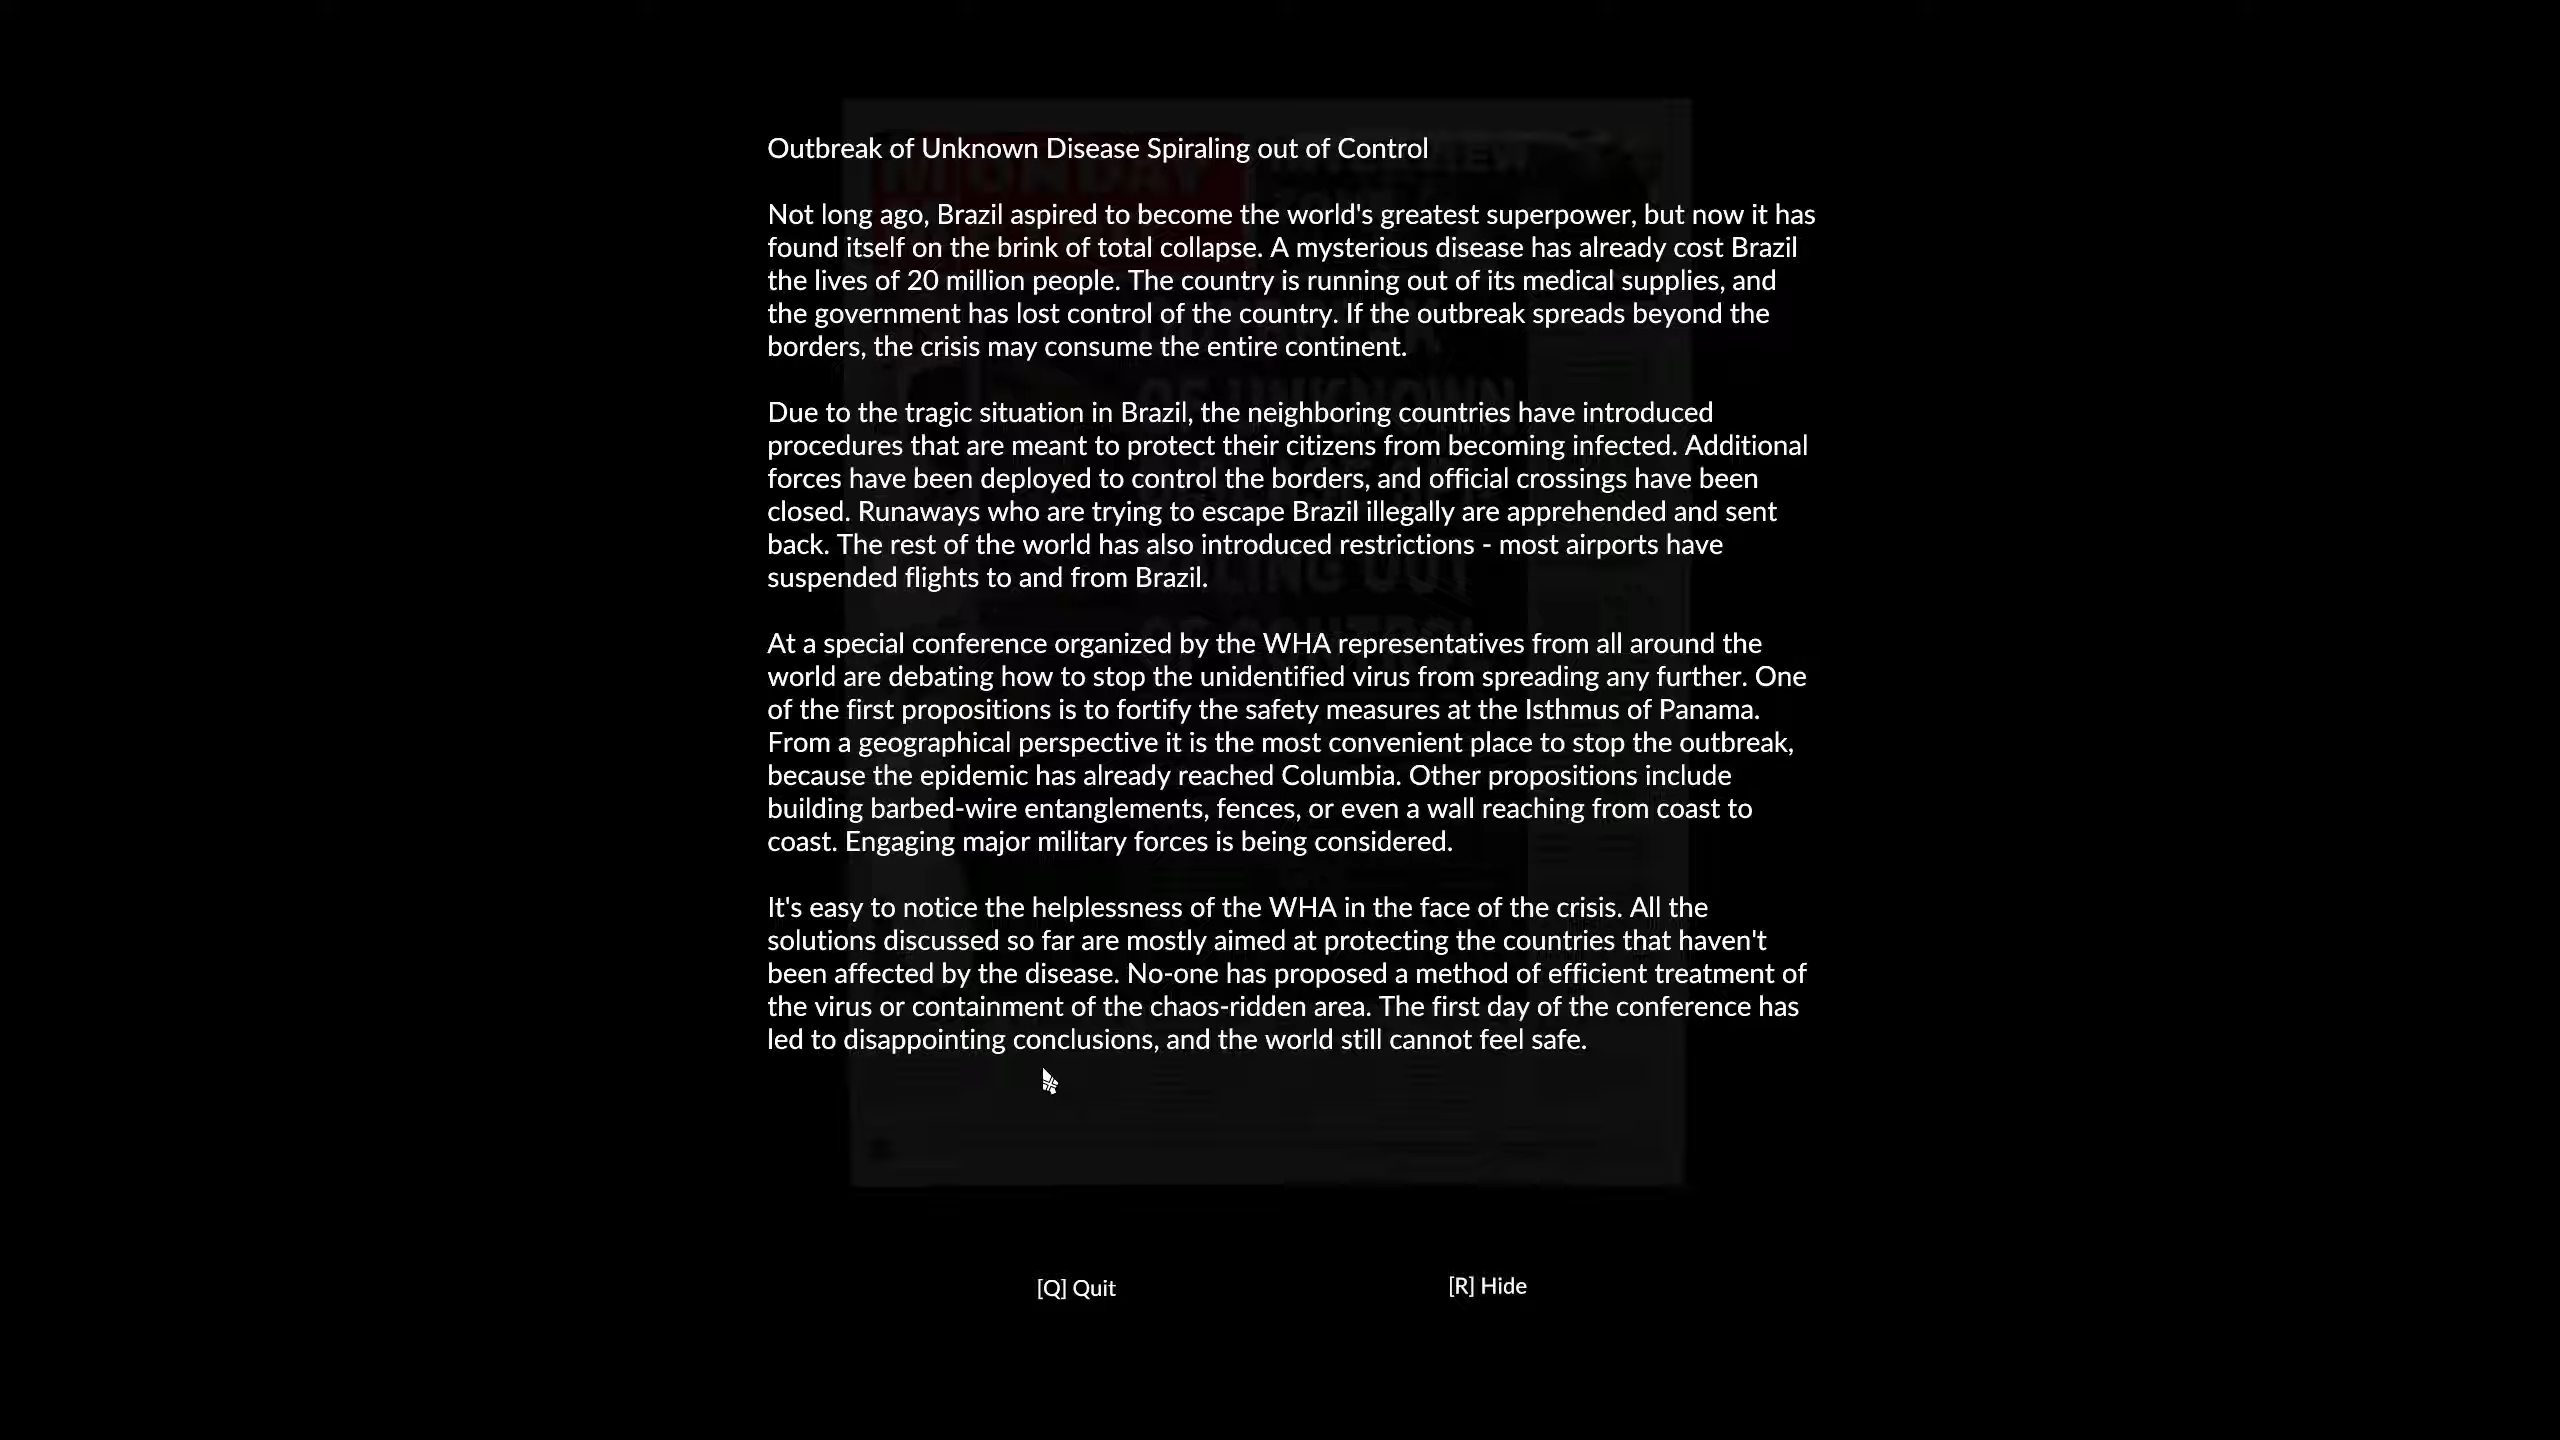 Outbreak of Unknown Disease Spiraling out of Control
Not long ago, Brazil aspired to become the world's greatest superpower, but now it has
found itself on the brink of total collapse. A mysterious disease has already cost Brazil
the lives of 20 million people. The country is running out of its medical supplies, and
the government has lost control of the country. If the outbreak spreads beyond the
borders, the crisis may consume the entire continent.
Due to the tragic situation in Brazil, the neighboring countries have introduced
procedures that are meant to protect their citizens from becoming infected. Additional
forces have been deployed to control the borders, and official crossings have been
closed. Runaways who are trying to escape Brazil illegally are apprehended and sent
back. The rest of the world has also introduced restrictions - most airports have
suspended flights to and from Brazil.
At a special conference organized by the WHA representatives from all around the
world are debating how to stop the unidentified virus from spreading any further. One
of the first propositions is to fortify the safety measures at the Isthmus of Panama.
From a geographical perspective it is the most convenient place to stop the outbreak,
because the epidemic has already reached Columbia. Other propositions include
building barbed-wire entanglements, fences, or even a wall reaching from coast to
coast. Engaging major military forces is being considered.
It's easy to notice the helplessness of the WHA in the face of the crisis. All the
solutions discussed so far are mostly aimed at protecting the countries that haven't
been affected by the disease. No-one has proposed a method of efficient treatment of
the virus or containment of the chaos-ridden area. The first day of the conference has
led to disappointing conclusions, and the world still cannot feel safe.
[Q] Quit
[R] Hide